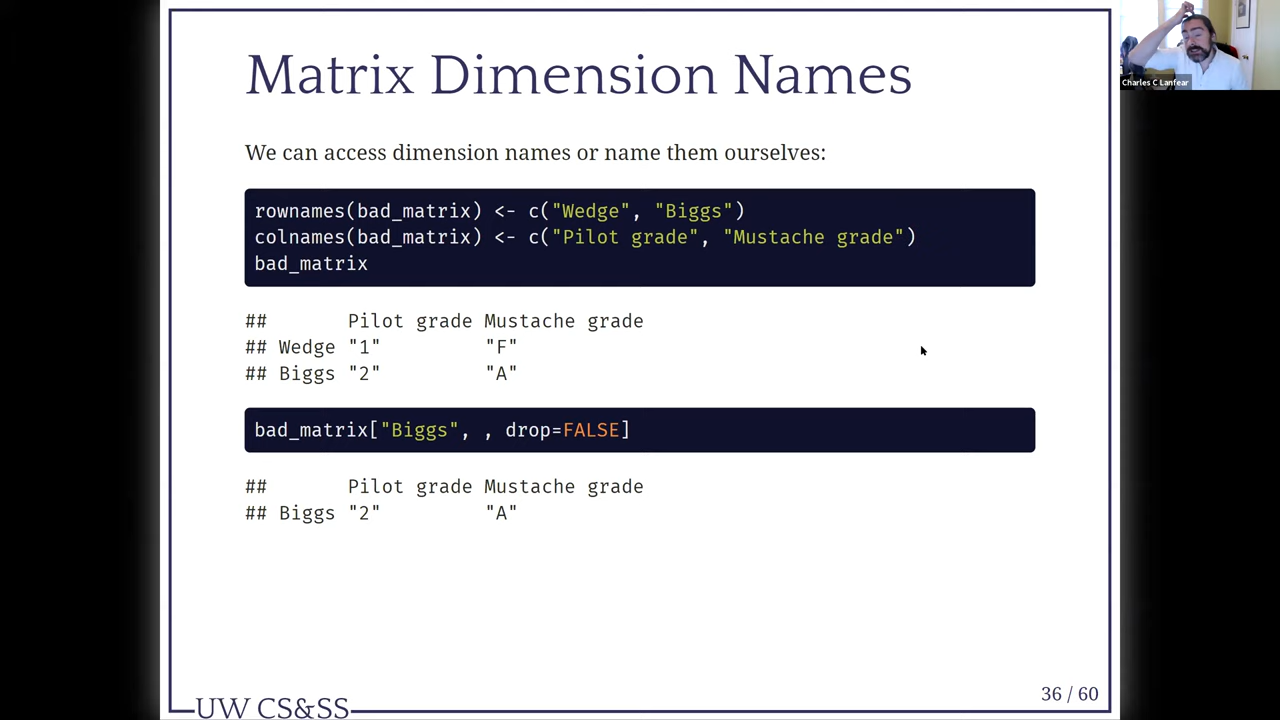 Matrix Dimension Names
Charles C Lanfear
We can access dimension names or name them ourselves:
rownames(bad_matrix) <- c("Wedge", "Biggs")
colnames(bad_matrix) <- c("Pilot grade", "Mustache grade")
bad_matrix
##       Pilot grade Mustache grade
## Wedge "1"         "F"
## Biggs "2"         "A"
bad_matrix["Biggs", , drop=FALSE]
##       Pilot grade Mustache grade
## Biggs "2"         "A"
36 / 60
UW CS&SS